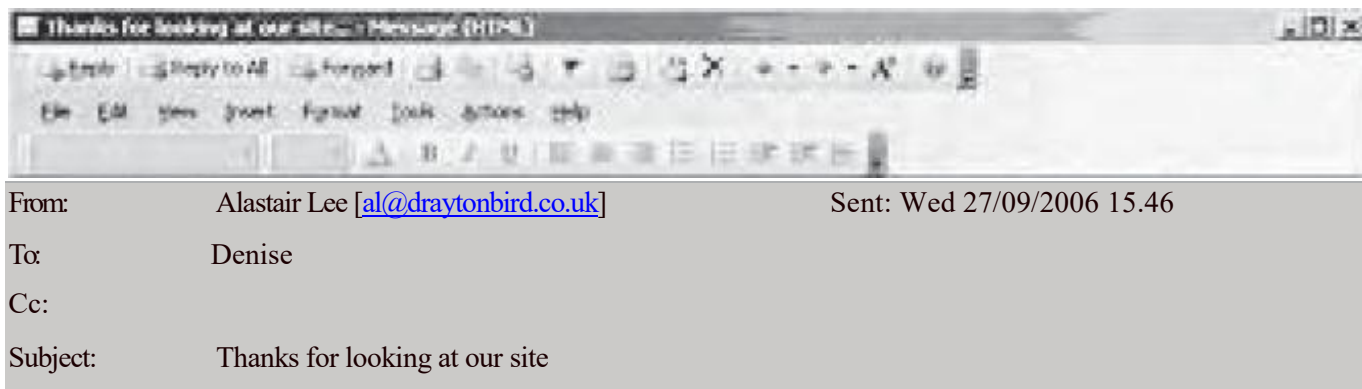 Thanks for looking at our site... - Message (HTML)
Reply Reply to All Forward
File Edit View Insert Format Tools Actions Help
A B I U
From: Alastair Lee [al@draytonbird.co.uk] Sent: Wed 27/09/2006 15.46
To: Denise
Cc:
Subject: Thanks for looking at our site